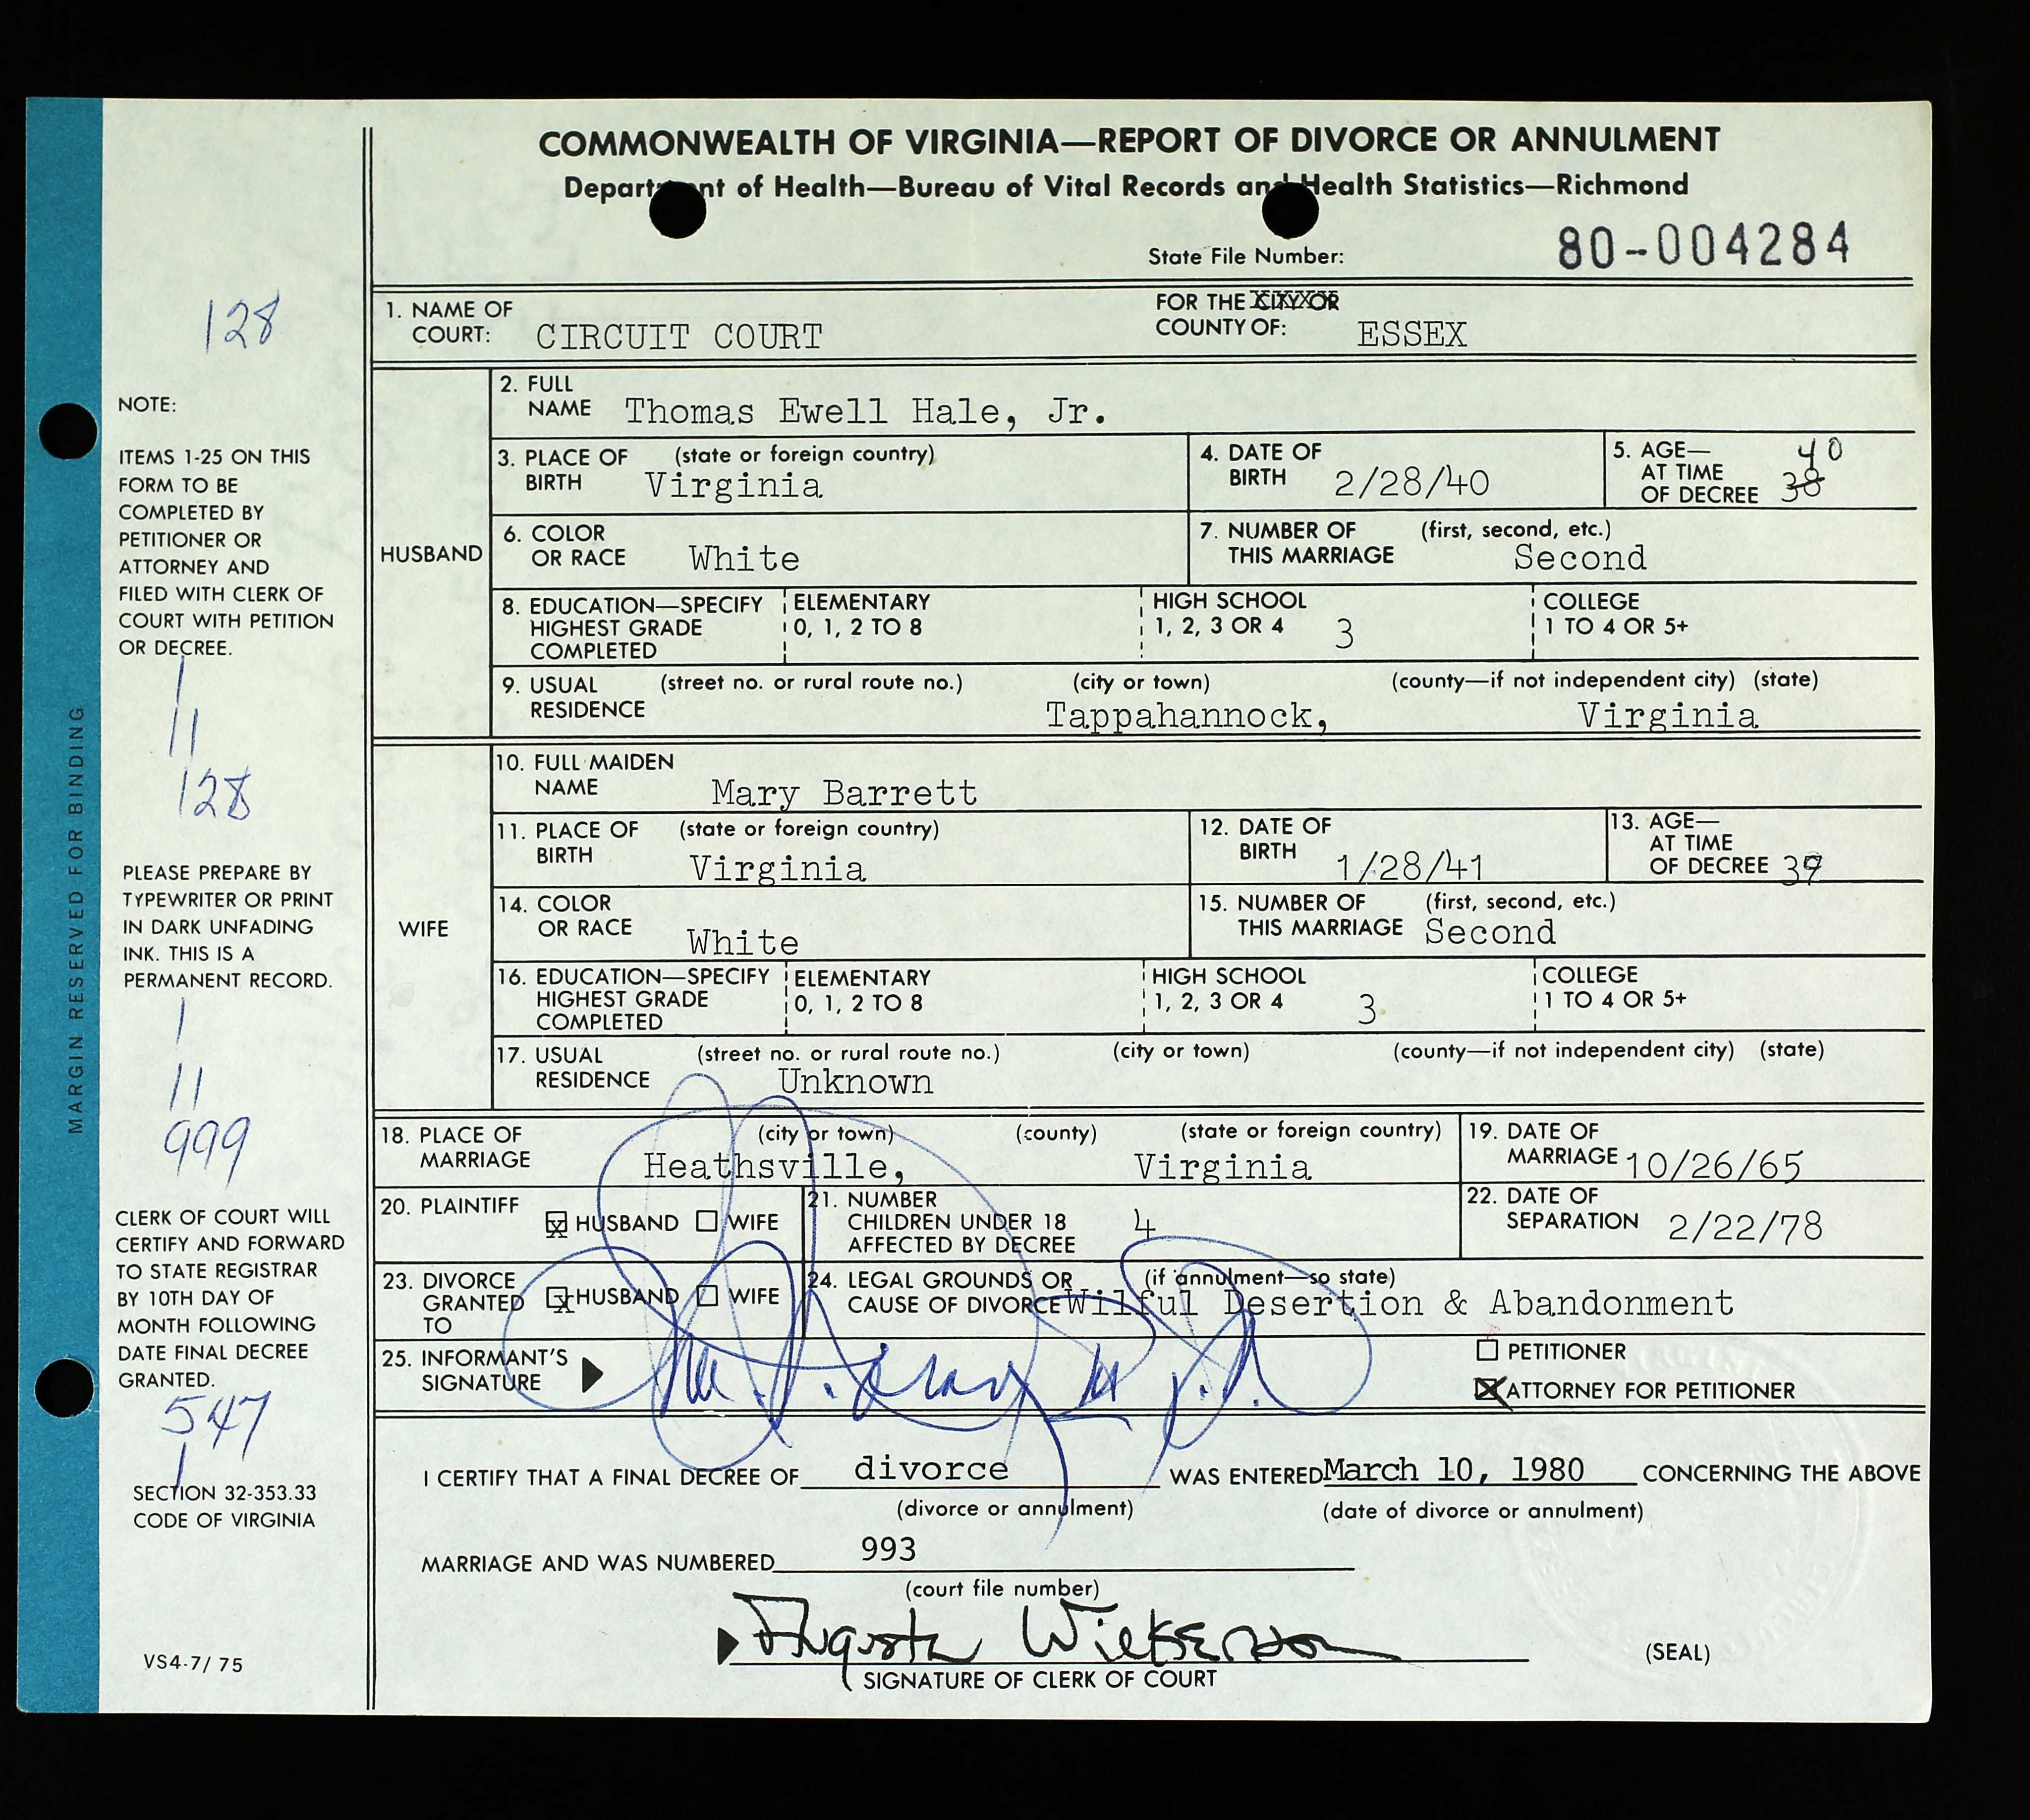 COMMONWEALTH OF VIRGINIA—REPORT OF DIVORCE OR ANNULMENT
Department of Health—Bureau of Vital Records and Health Statistics—Richmond
State File Number: 80-004284
128
1. NAME OF COURT: CIRCUIT COURT FOR THE CITY OR COUNTY OF: ESSEX
HUSBAND
2. FULL NAME Thomas Ewell Hale, Jr.
3. PLACE OF BIRTH (state or foreign country) Virginia
4. DATE OF BIRTH 2/28/40
5. AGE— AT TIME OF DECREE 38 40
6. COLOR OR RACE White
7. NUMBER OF THIS MARRIAGE (first, second, etc.) Second
8. EDUCATION—SPECIFY HIGHEST GRADE COMPLETED
ELEMENTARY 0, 1, 2 TO 8
HIGH SCHOOL 1, 2, 3 OR 4 3
COLLEGE 1 TO 4 OR 5+
9. USUAL RESIDENCE (street no. or rural route no.) (city or town) (county—if not independent city) (state)
Tappahannock, Virginia
WIFE
10. FULL MAIDEN NAME Mary Barrett
11. PLACE OF BIRTH (state or foreign country) Virginia
12. DATE OF BIRTH 1/28/41
13. AGE— AT TIME OF DECREE 39
14. COLOR OR RACE White
15. NUMBER OF THIS MARRIAGE (first, second, etc.) Second
16. EDUCATION—SPECIFY HIGHEST GRADE COMPLETED
ELEMENTARY 0, 1, 2 TO 8
HIGH SCHOOL 1, 2, 3 OR 4 3
COLLEGE 1 TO 4 OR 5+
17. USUAL RESIDENCE (street no. or rural route no.) (city or town) (county—if not independent city) (state)
Unknown
18. PLACE OF MARRIAGE (city or town) (county) (state or foreign country)
Heathsville, Virginia
19. DATE OF MARRIAGE 10/26/65
20. PLAINTIFF X HUSBAND WIFE
21. NUMBER CHILDREN UNDER 18 AFFECTED BY DECREE 4
22. DATE OF SEPARATION 2/22/78
23. DIVORCE GRANTED TO X HUSBAND WIFE
24. LEGAL GROUNDS OR CAUSE OF DIVORCE (if annulment—so state) Wilful Desertion & Abandonment
25. INFORMANT'S SIGNATURE
PETITIONER
X ATTORNEY FOR PETITIONER
I CERTIFY THAT A FINAL DECREE OF divorce WAS ENTERED March 10, 1980 CONCERNING THE ABOVE
(divorce or annulment) (date of divorce or annulment)
MARRIAGE AND WAS NUMBERED 993
(court file number)
Augusta Wilkerson
SIGNATURE OF CLERK OF COURT
(SEAL)
MARGIN RESERVED FOR BINDING
NOTE:
ITEMS 1-25 ON THIS
FORM TO BE
COMPLETED BY
PETITIONER OR
ATTORNEY AND
FILED WITH CLERK OF
COURT WITH PETITION
OR DECREE.
1
11
128
PLEASE PREPARE BY
TYPEWRITER OR PRINT
IN DARK UNFADING
INK. THIS IS A
PERMANENT RECORD.
1
11
999
CLERK OF COURT WILL
CERTIFY AND FORWARD
TO STATE REGISTRAR
BY 10TH DAY OF
MONTH FOLLOWING
DATE FINAL DECREE
GRANTED.
547
1
SECTION 32-353.33
CODE OF VIRGINIA
VS4-7/75